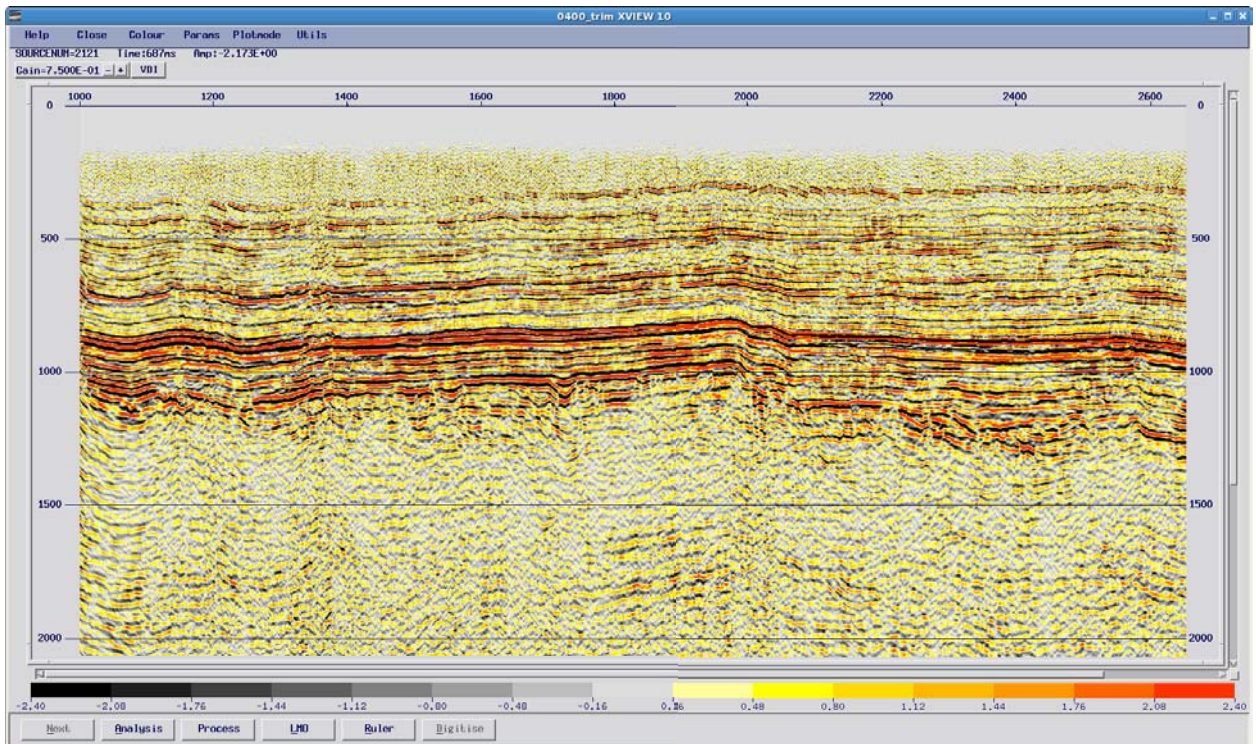 0400_trim XVIEW 10
Help Close Colour Params Plotmode Utils
SOURCENUM=2121 Time:687ms Amp:-2.173E+00
Gain=7.500E-01 - + VDI
1000 1200 1400 1600 1800 2000 2200 2400 2600
0 0
500 500
1000 1000
1500 1500
2000 2000
-2.40 -2.08 -1.76 -1.44 -1.12 -0.80 -0.48 -0.16 0.16 0.48 0.80 1.12 1.44 1.76 2.08 2.40
Next Analysis Process LMO Ruler Digitise